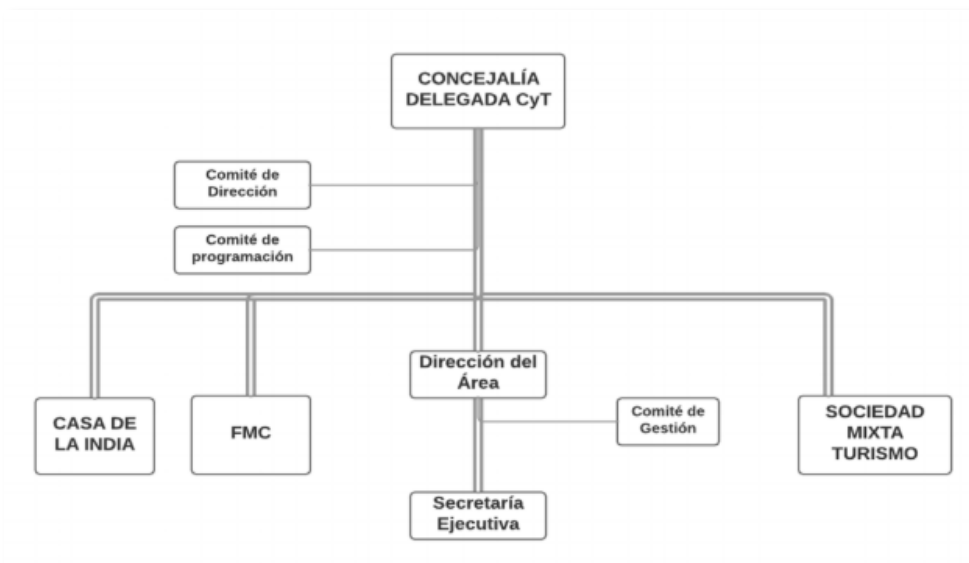 CONCEJALÍA
DELEGADA CyT
Comité de
Dirección
Comité de
programación
Dirección del
Área
CASA DE
LA INDIA
FMC
Comité de
Gestión
SOCIEDAD
MIXTA
TURISMO
Secretaría
Ejecutiva